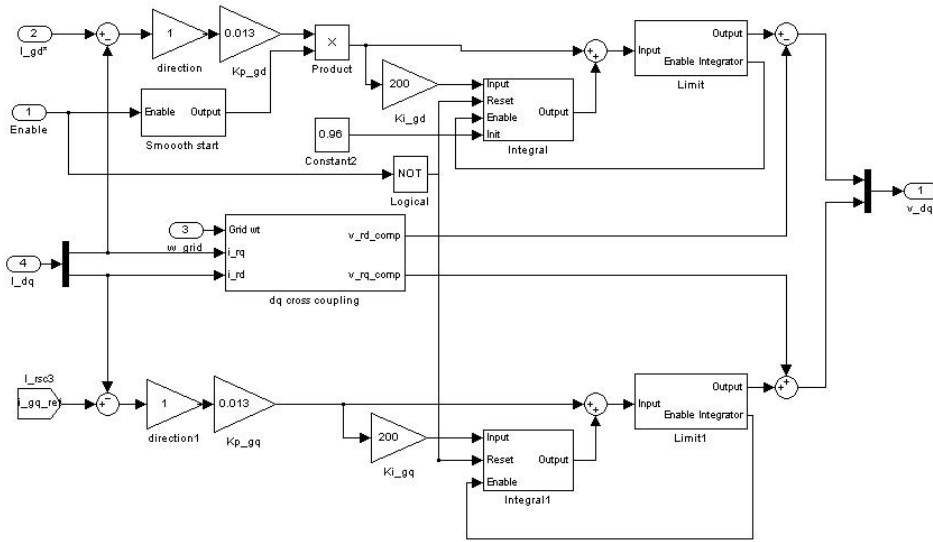 2
I_gd*
1
direction
0.013
Kp_gd
×
Product
200
Ki_gd
Input
Reset
Enable
Init
Output
Integral
Input
Output
Enable Integrator
Limit
1
Enable
Enable
Output
Smoooth start
0.96
Constant2
NOT
Logical
3
w_grid
Grid wt
i_rq
i_rd
v_rd_comp
v_rq_comp
dq cross coupling
4
I_dq
1
v_dq
I_rsc3
i_gq_ref
1
direction1
0.013
Kp_gq
200
Ki_gq
Input
Reset
Enable
Output
Integral1
Input
Output
Enable Integrator
Limit1